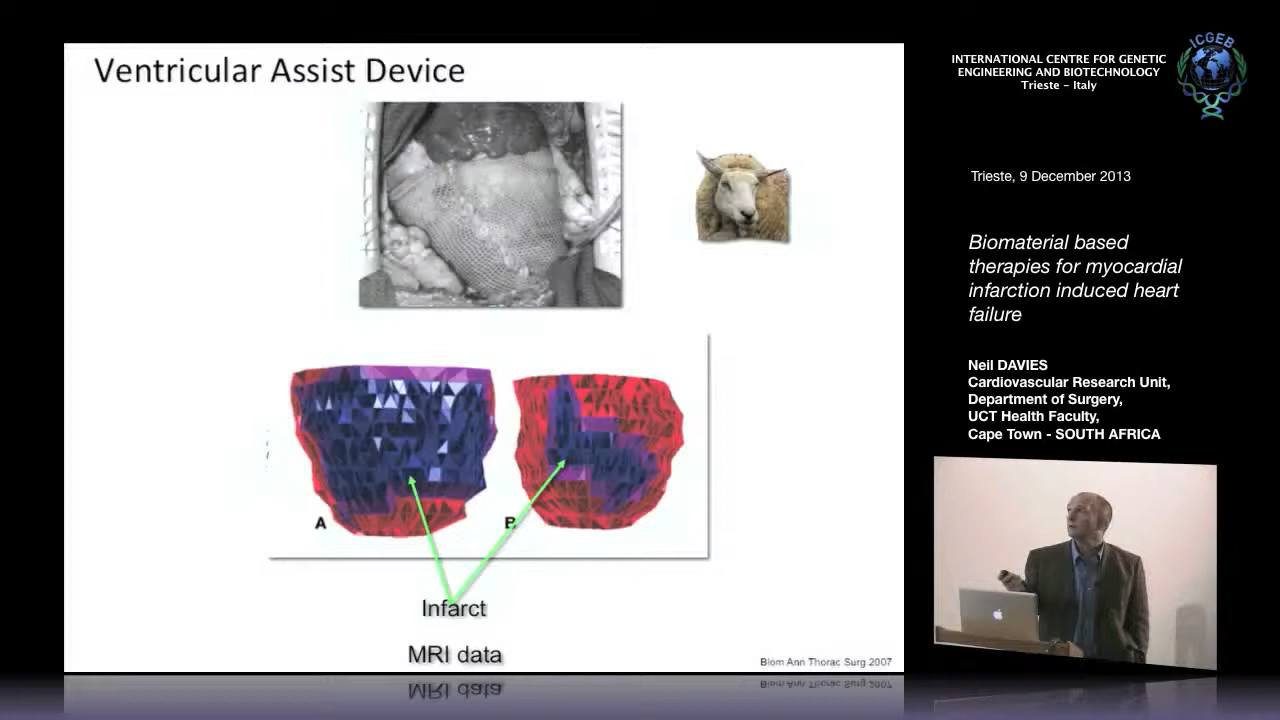 Ventricular Assist Device
A
B
Infarct
MRI data
Blom Ann Thorac Surg 2007
INTERNATIONAL CENTRE FOR GENETIC
ENGINEERING AND BIOTECHNOLOGY
Trieste - Italy
ICGEB
Trieste, 9 December 2013
Biomaterial based
therapies for myocardial
infarction induced heart
failure
Neil DAVIES
Cardiovascular Research Unit,
Department of Surgery,
UCT Health Faculty,
Cape Town - SOUTH AFRICA